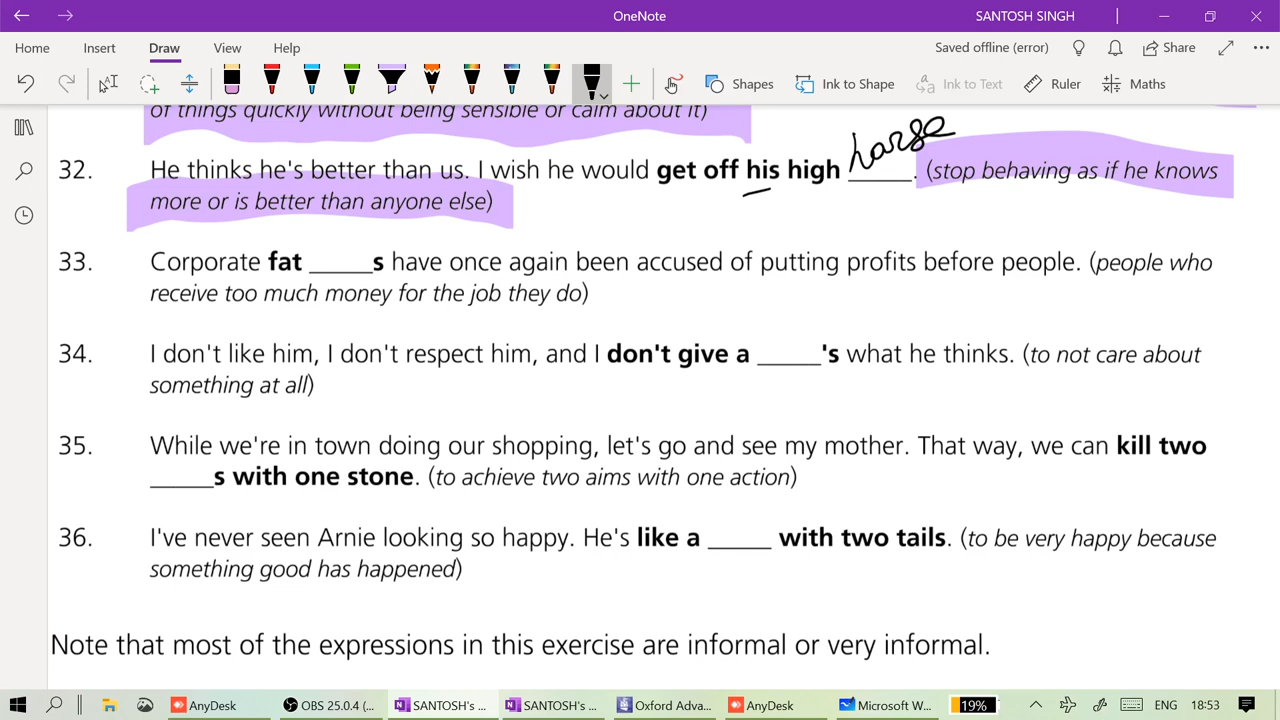 OneNote
SANTOSH SINGH
Home Insert Draw View Help
Saved offline (error) Share
Shapes Ink to Shape Ink to Text Ruler Maths
of things quickly without being sensible or calm about it)
horse
32. He thinks he's better than us. I wish he would get off his high _____. (stop behaving as if he knows
more or is better than anyone else)
33. Corporate fat _____s have once again been accused of putting profits before people. (people who
receive too much money for the job they do)
34. I don't like him, I don't respect him, and I don't give a _____'s what he thinks. (to not care about
something at all)
35. While we're in town doing our shopping, let's go and see my mother. That way, we can kill two
_____s with one stone. (to achieve two aims with one action)
36. I've never seen Arnie looking so happy. He's like a _____ with two tails. (to be very happy because
something good has happened)
Note that most of the expressions in this exercise are informal or very informal.
AnyDesk OBS 25.0.4 (... SANTOSH's ... SANTOSH'S... Oxford Adva... AnyDesk Microsoft W... 19% ENG 18:53